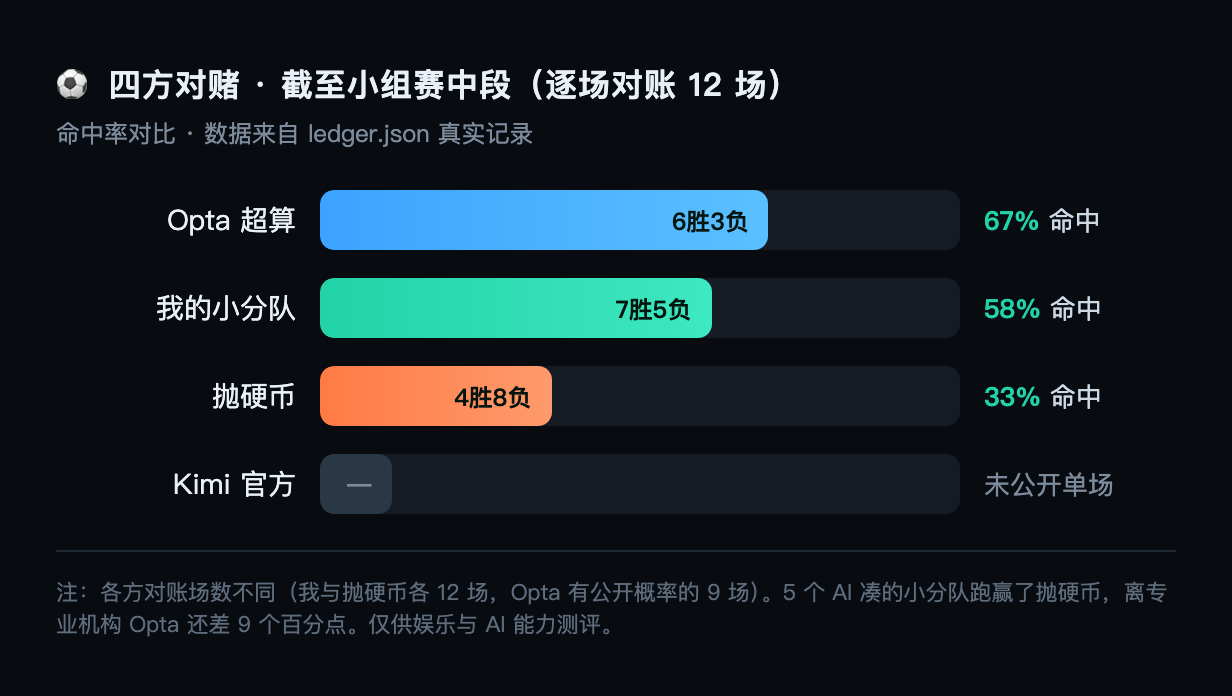 ⚽ 四方对赌 · 截至小组赛中段（逐场对账 12 场）
命中率对比 · 数据来自 ledger.json 真实记录
Opta 超算 6胜3负 67% 命中
我的小分队 7胜5负 58% 命中
抛硬币 4胜8负 33% 命中
Kimi 官方 — 未公开单场
注：各方对账场数不同（我与抛硬币各 12 场，Opta 有公开概率的 9 场）。5 个 AI 凑的小分队跑赢了抛硬币，离专
业机构 Opta 还差 9 个百分点。仅供娱乐与 AI 能力测评。